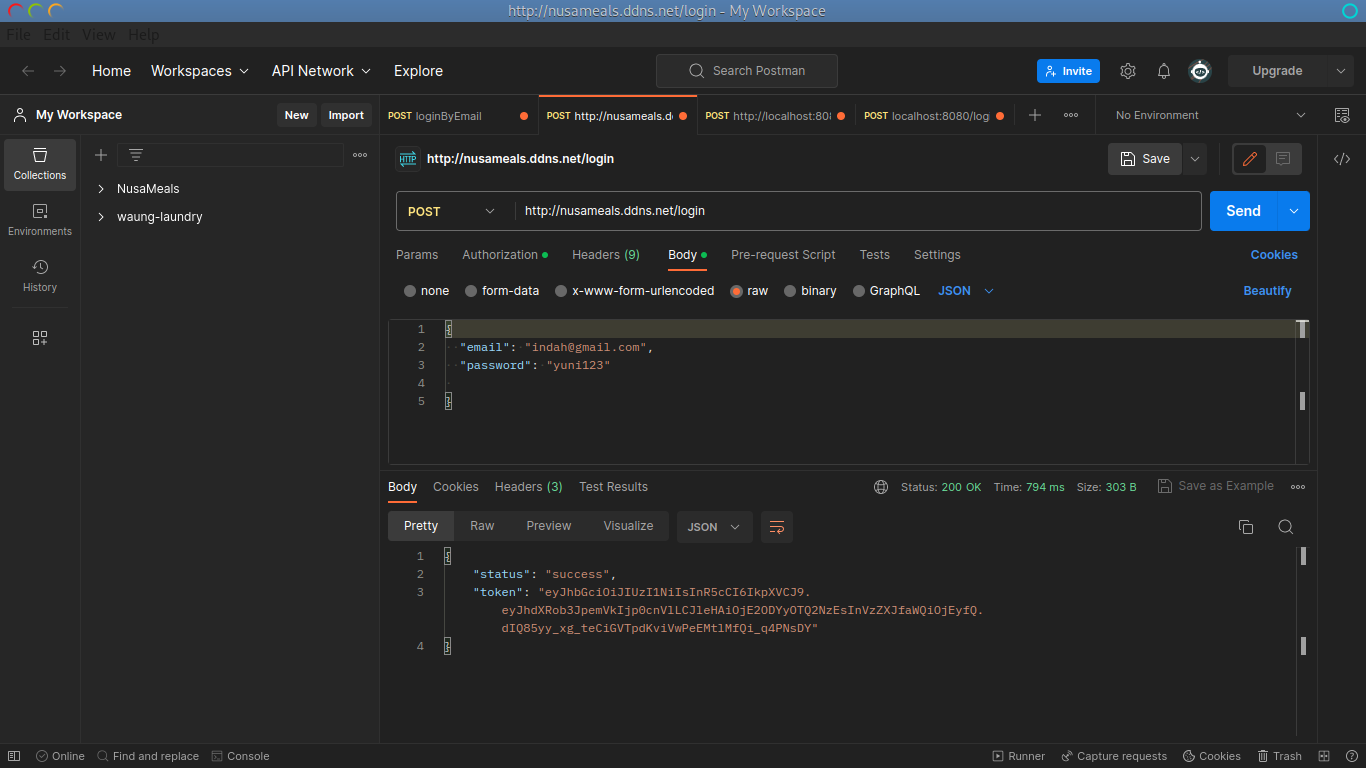 http://nusameals.ddns.net/login - My Workspace
File Edit View Help
Home Workspaces API Network Explore Search Postman Invite Upgrade
My Workspace New Import POST loginByEmail POST http://nusameals.d POST http://localhost:808 POST localhost:8080/logi No Environment
HTTP http://nusameals.ddns.net/login Save
Collections
NusaMeals
waung-laundry
Environments
History
POST http://nusameals.ddns.net/login Send
Params Authorization Headers (9) Body Pre-request Script Tests Settings Cookies
none form-data x-www-form-urlencoded raw binary GraphQL JSON Beautify
1 {
2 "email": "indah@gmail.com",
3 "password": "yuni123"
4
5 }
Body Cookies Headers (3) Test Results Status: 200 OK Time: 794 ms Size: 303 B Save as Example
Pretty Raw Preview Visualize JSON
1 {
2 "status": "success",
3 "token": "eyJhbGciOiJIUzI1NiIsInR5cCI6IkpXVCJ9.
eyJhdXRob3JpemVkIjp0cnVlLCJleHAiOjE2ODYyOTQ2NzEsInVzZXJfaWQiOjEyfQ.
dIQ85yy_xg_teCiGVTpdKviVwPeEMtlMfQi_q4PNsDY"
4 }
Online Find and replace Console Runner Capture requests Cookies Trash